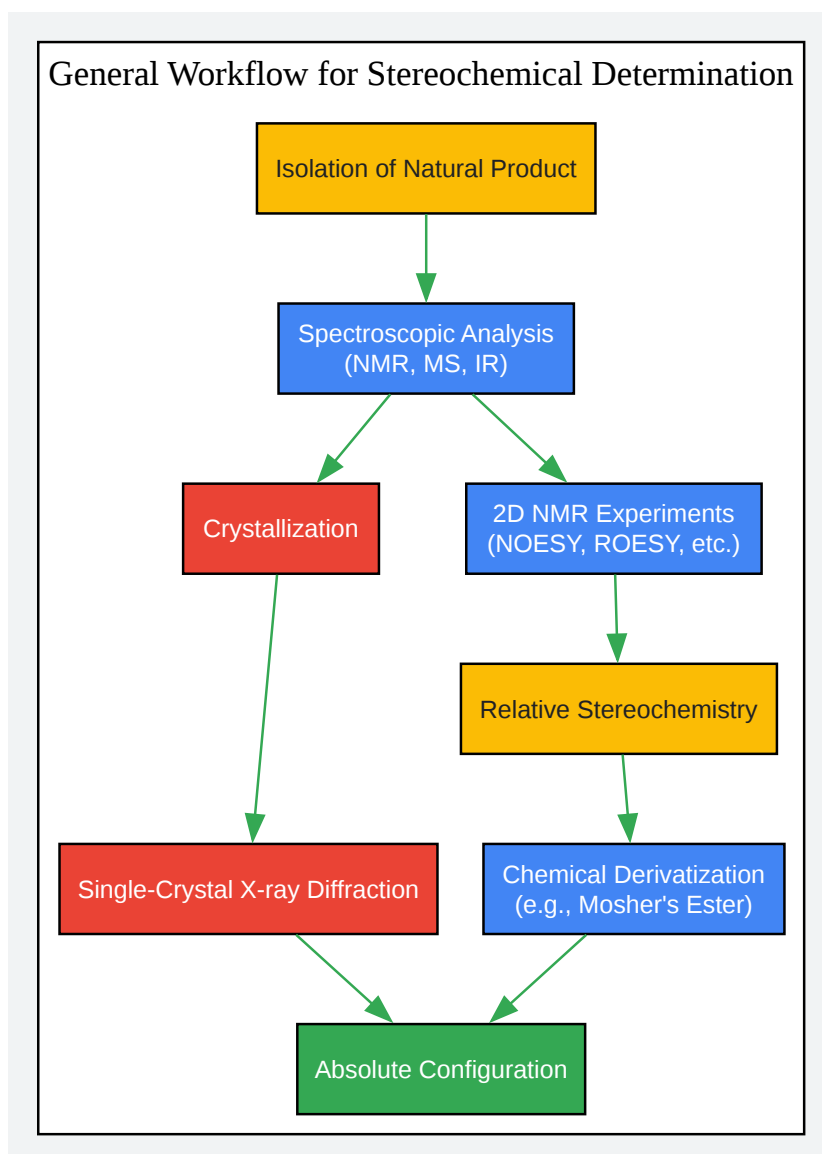 General Workflow for Stereochemical Determination
Isolation of Natural Product
Spectroscopic Analysis
(NMR, MS, IR)
Crystallization
2D NMR Experiments
(NOESY, ROESY, etc.)
Relative Stereochemistry
Single-Crystal X-ray Diffraction
Chemical Derivatization
(e.g., Mosher's Ester)
Absolute Configuration